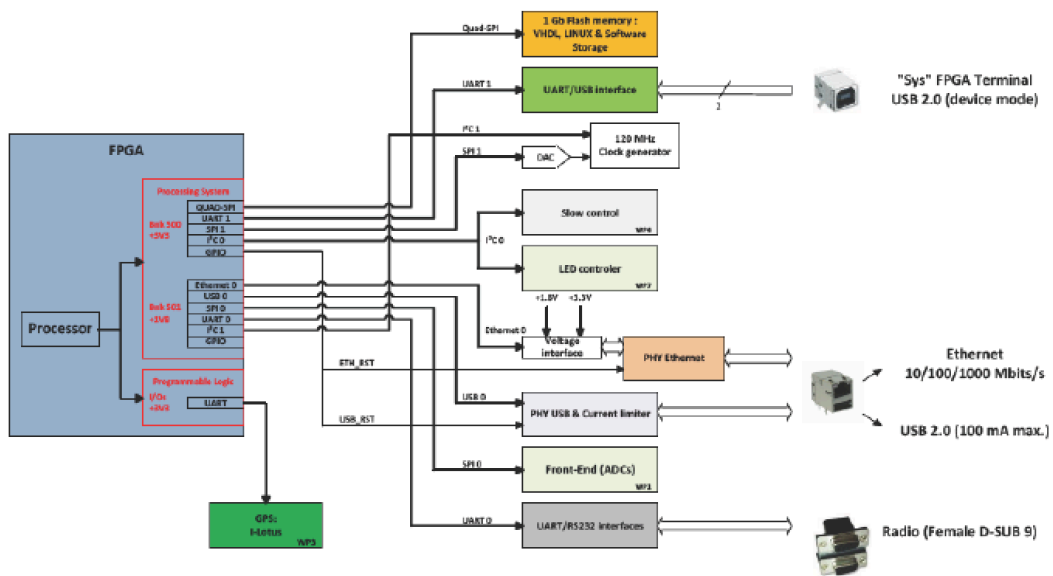 Quad-SPI
1 Gb Flash memory :
VHDL, LINUX & Software
Storage
UART 1
UART/USB interface
2
"Sys" FPGA Terminal
USB 2.0 (device mode)
I²C 1
120 MHz
Clock generator
SPI 1
DAC
FPGA
Processing System
QUAD-SPI
UART 1
SPI 1
I²C 0
GPIO
+3V3
Slow control
I²C 0
LED controler
+1.8V
+3.3V
Ethernet 0
USB 0
SPI 0
UART 0
I²C 1
GPIO
Processor
Ethernet 0
Voltage
interface
PHY Ethernet
ETH_RST
Ethernet
10/100/1000 Mbits/s
Programmable Logic
I/Os
+3V3
UART
USB 0
PHY USB & Current limiter
USB_RST
USB 2.0 (100 mA max.)
SPI 0
Front-End (ADCs)
GPS:
I-Lotus
UART 0
UART/RS232 interfaces
Radio (Female D-SUB 9)